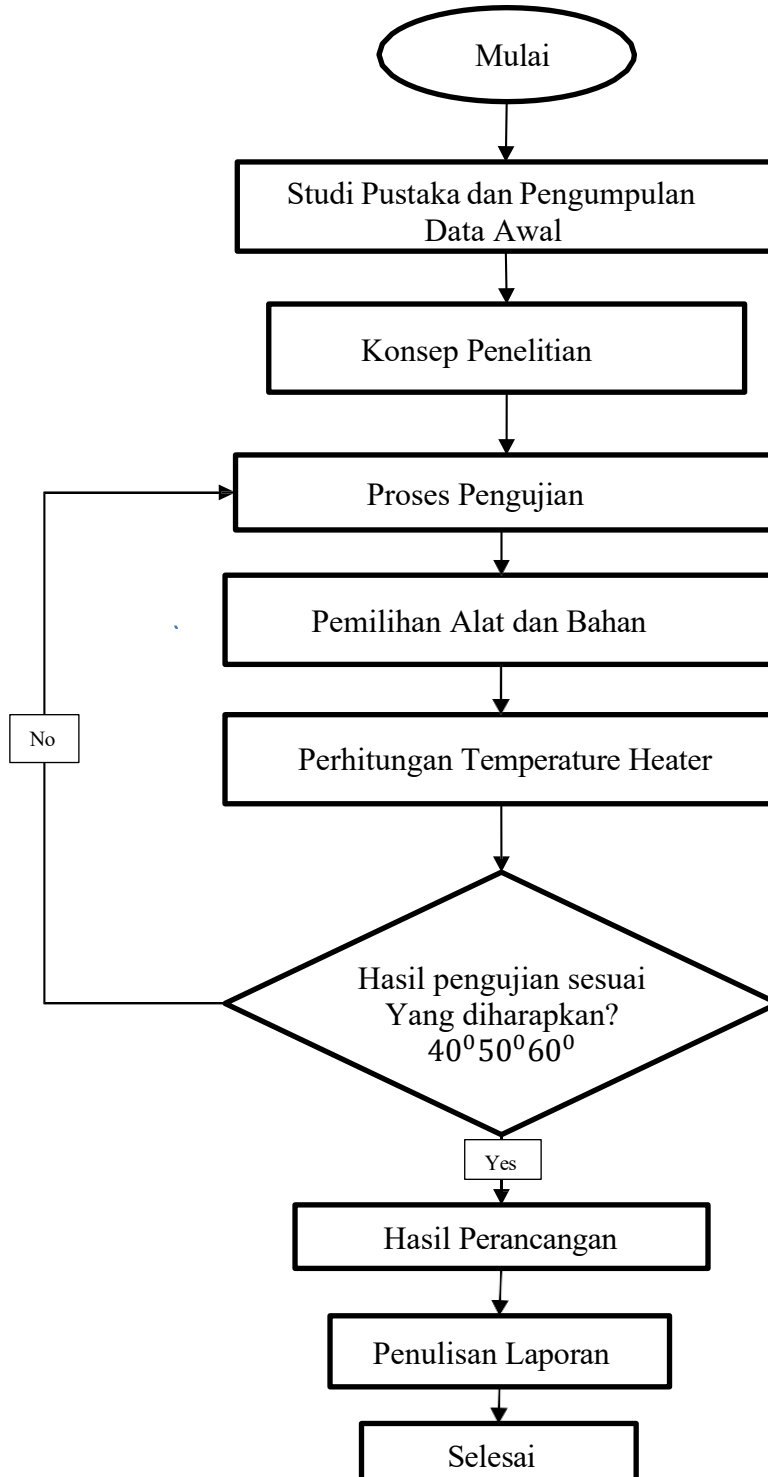 Mulai
Studi Pustaka dan Pengumpulan
Data Awal
Konsep Penelitian
Proses Pengujian
Pemilihan Alat dan Bahan
No
Perhitungan Temperature Heater
Hasil pengujian sesuai
Yang diharapkan?
40⁰50⁰60⁰
Yes
Hasil Perancangan
Penulisan Laporan
Selesai